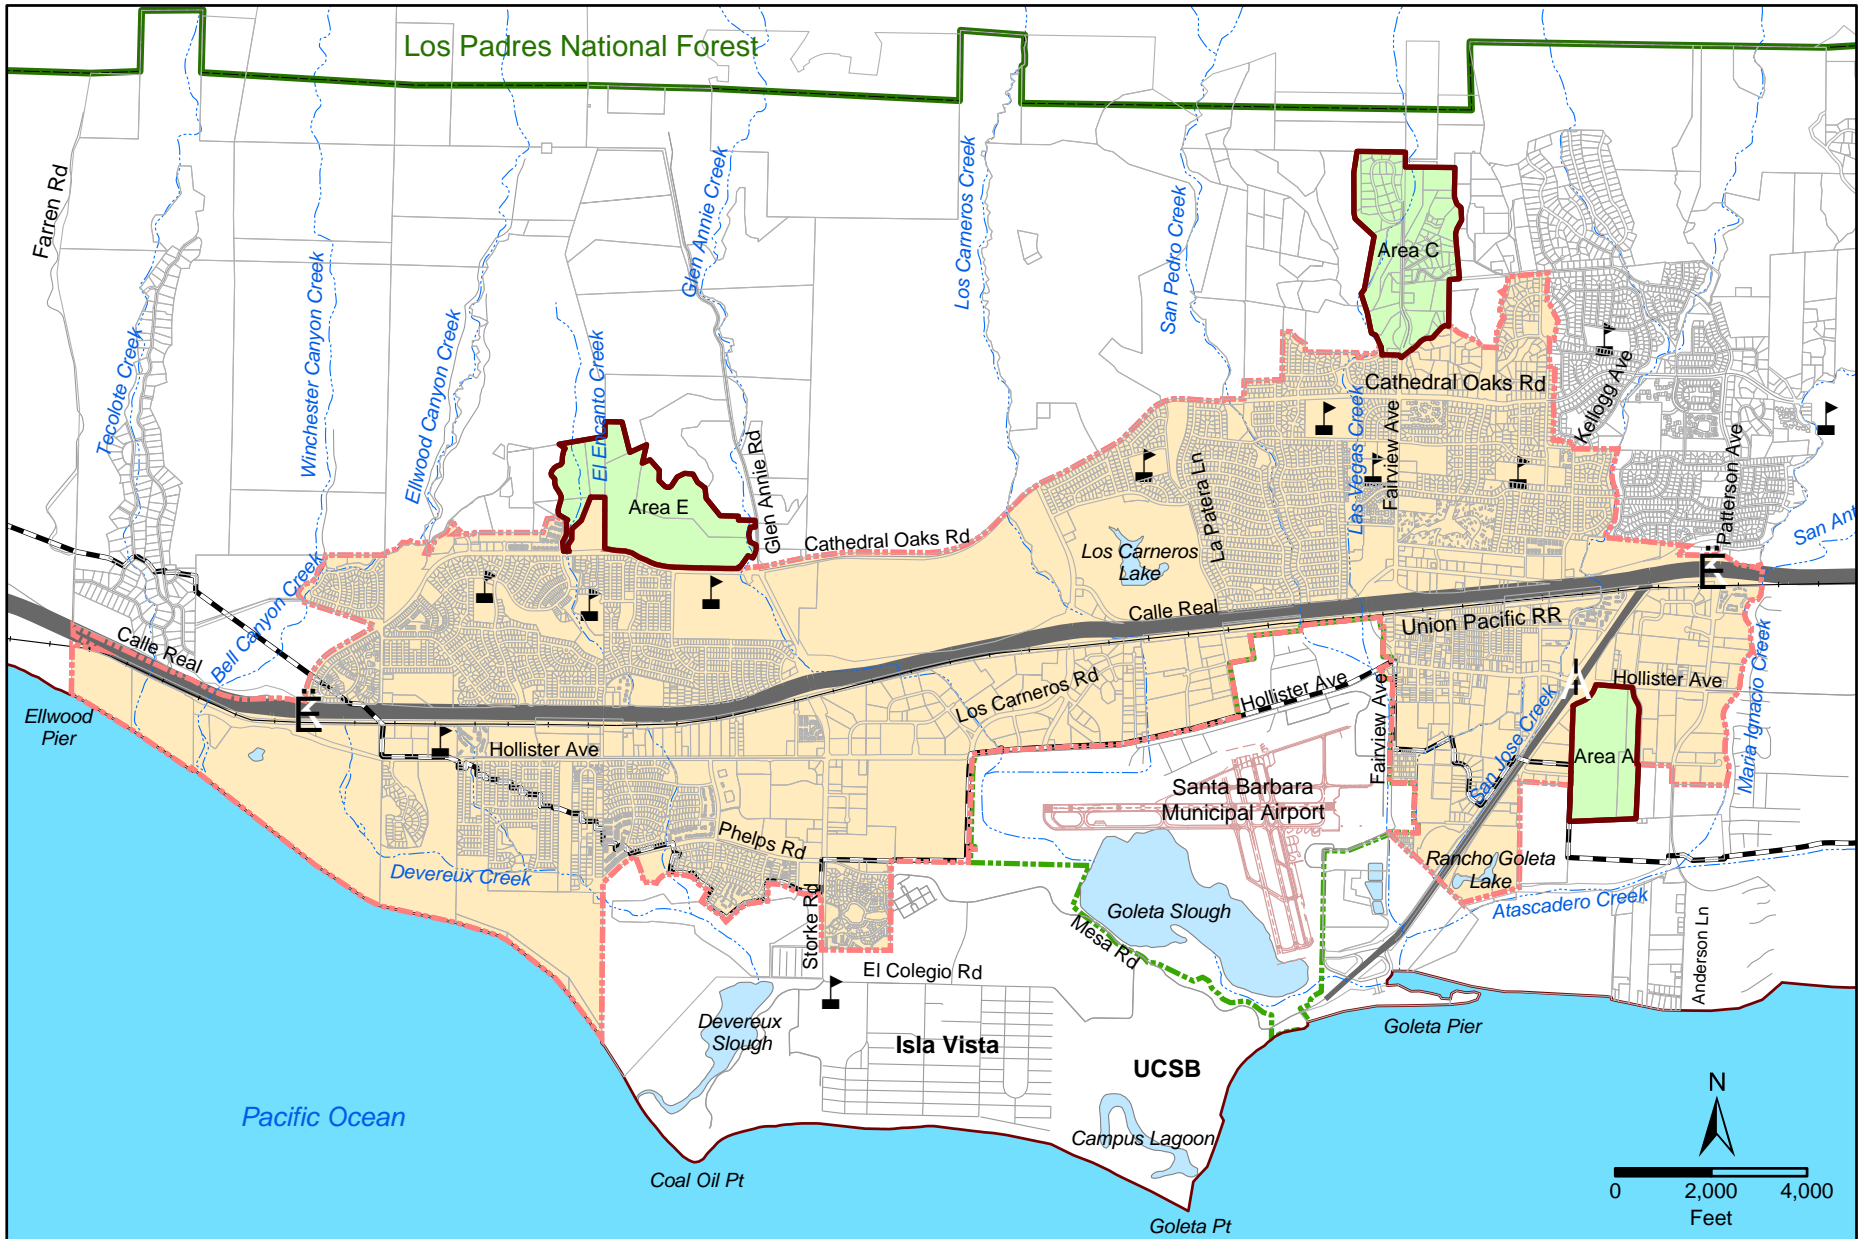 Los Padres National Forest
Farren Rd
Tecolote Creek
Winchester Canyon Creek
Ellwood Canyon Creek
El Encanto Creek
Glen Annie Creek
Los Carneros Creek
San Pedro Creek
Area C
Cathedral Oaks Rd
Kellogg Ave
Las Vegas Creek
Fairview Ave
La Patera Ln
Patterson Ave
San Ant
Area E
Glen Annie Rd
Cathedral Oaks Rd
Los Carneros
Lake
Calle Real
Union Pacific RR
Bell Canyon Creek
Calle Real
Ellwood
Pier
Hollister Ave
Los Carneros Rd
Hollister Ave
Fairview Ave
San Jose Creek
Hollister Ave
Area A
Maria Ignacio Creek
Santa Barbara
Municipal Airport
Phelps Rd
Devereux Creek
Storke Rd
Rancho Goleta
Lake
Atascadero Creek
Goleta Slough
Mesa Rd
Anderson Ln
El Colegio Rd
Devereux
Slough
Isla Vista
UCSB
Goleta Pier
Pacific Ocean
Campus Lagoon
Coal Oil Pt
Goleta Pt
N
0 2,000 4,000
Feet